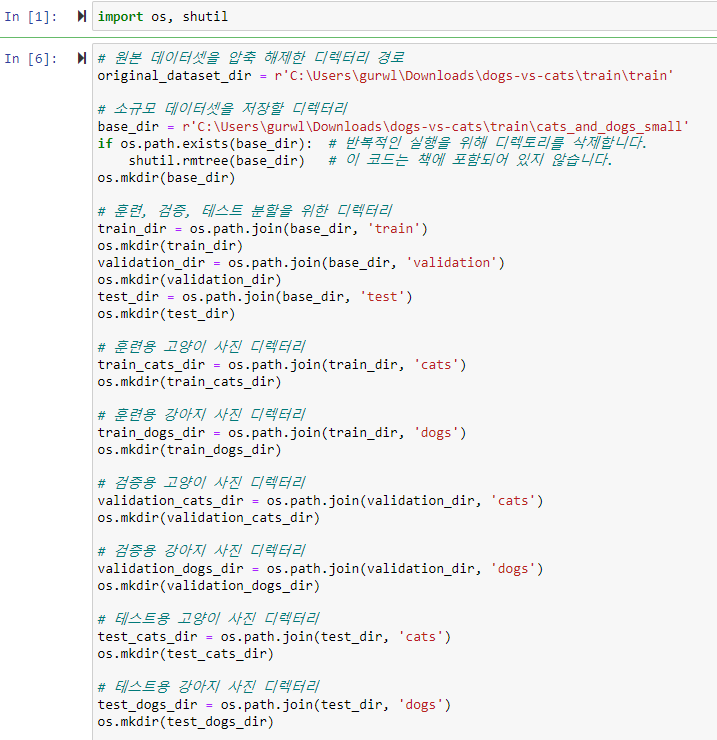 In [1]: import os, shutil
In [6]: # 원본 데이터셋을 압축 해제한 디렉터리 경로
original_dataset_dir = r'C:\Users\gurwl\Downloads\dogs-vs-cats\train\train'

# 소규모 데이터셋을 저장할 디렉터리
base_dir = r'C:\Users\gurwl\Downloads\dogs-vs-cats\train\cats_and_dogs_small'
if os.path.exists(base_dir):  # 반복적인 실행을 위해 디렉토리를 삭제합니다.
    shutil.rmtree(base_dir)   # 이 코드는 책에 포함되어 있지 않습니다.
os.mkdir(base_dir)

# 훈련, 검증, 테스트 분할을 위한 디렉터리
train_dir = os.path.join(base_dir, 'train')
os.mkdir(train_dir)
validation_dir = os.path.join(base_dir, 'validation')
os.mkdir(validation_dir)
test_dir = os.path.join(base_dir, 'test')
os.mkdir(test_dir)

# 훈련용 고양이 사진 디렉터리
train_cats_dir = os.path.join(train_dir, 'cats')
os.mkdir(train_cats_dir)

# 훈련용 강아지 사진 디렉터리
train_dogs_dir = os.path.join(train_dir, 'dogs')
os.mkdir(train_dogs_dir)

# 검증용 고양이 사진 디렉터리
validation_cats_dir = os.path.join(validation_dir, 'cats')
os.mkdir(validation_cats_dir)

# 검증용 강아지 사진 디렉터리
validation_dogs_dir = os.path.join(validation_dir, 'dogs')
os.mkdir(validation_dogs_dir)

# 테스트용 고양이 사진 디렉터리
test_cats_dir = os.path.join(test_dir, 'cats')
os.mkdir(test_cats_dir)

# 테스트용 강아지 사진 디렉터리
test_dogs_dir = os.path.join(test_dir, 'dogs')
os.mkdir(test_dogs_dir)